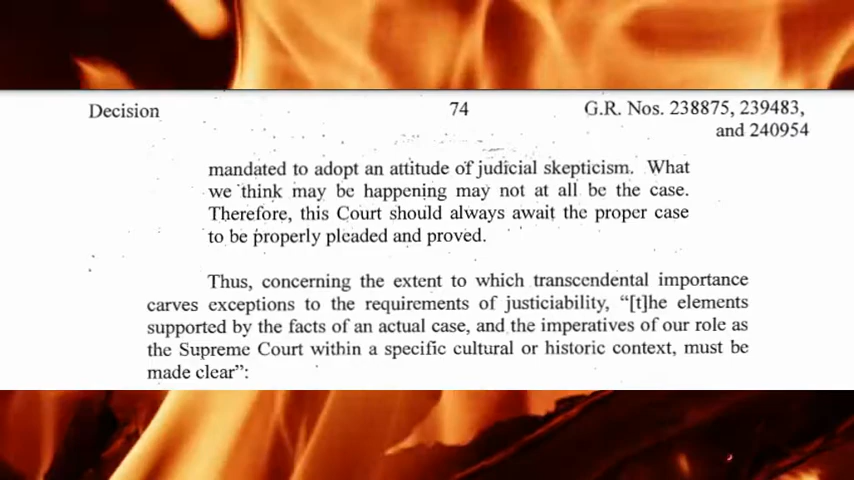 Decision 74 G.R. Nos. 238875, 239483,
and 240954
mandated to adopt an attitude of judicial skepticism. What
we think may be happening may not at all be the case.
Therefore, this Court should always await the proper case
to be properly pleaded and proved.
Thus, concerning the extent to which transcendental importance
carves exceptions to the requirements of justiciability, “[t]he elements
supported by the facts of an actual case, and the imperatives of our role as
the Supreme Court within a specific cultural or historic context, must be
made clear”: